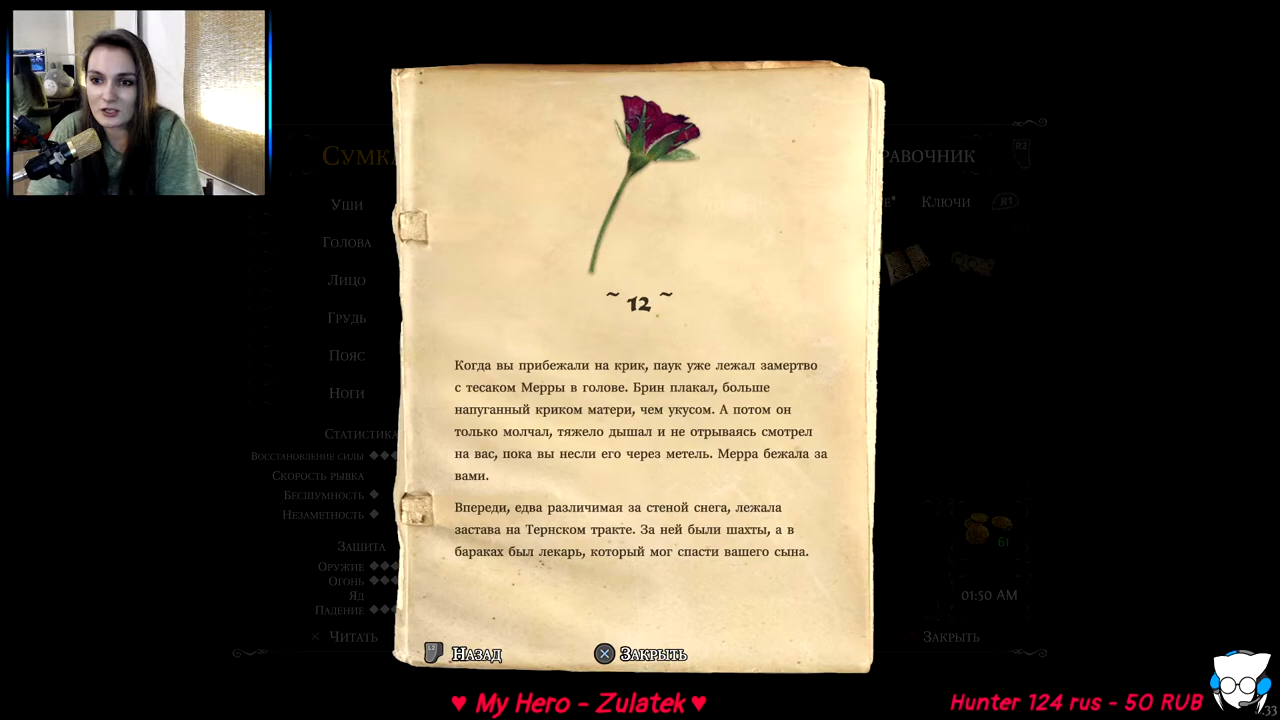 Сумк
равочник
R2
Уши
е*
Ключи
R1
Голова
Лицо
Грудь
Пояс
Ноги
Статистика
Восстановление силы
Скорость рывка
Бесшумность
Незаметность
Защита
Оружие
Огонь
Яд
Падение
Читать
~ 12 ~
Когда вы прибежали на крик, паук уже лежал замертво
с тесаком Мерры в голове. Брин плакал, больше
напуганный криком матери, чем укусом. А потом он
только молчал, тяжело дышал и не отрываясь смотрел
на вас, пока вы несли его через метель. Мерра бежала за
вами.
Впереди, едва различимая за стеной снега, лежала
застава на Тернском тракте. За ней были шахты, а в
бараках был лекарь, который мог спасти вашего сына.
L2 Назад
Закрыть
61
01:50 AM
Закрыть
♥ My Hero - Zulatek ♥
Hunter 124 rus - 50 RUB